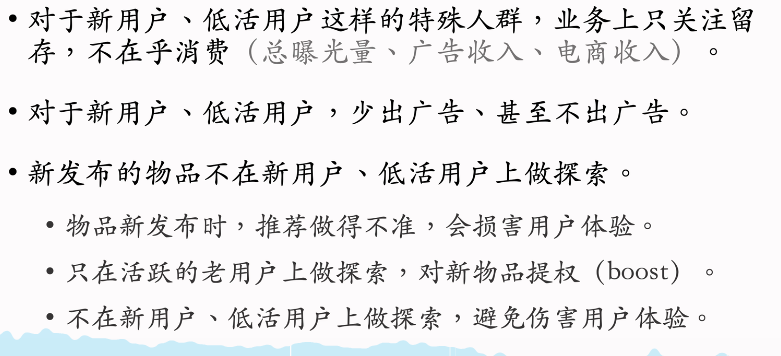 • 对于新用户、低活用户这样的特殊人群，业务上只关注留
存，不在乎消费（总曝光量、广告收入、电商收入）。
• 对于新用户、低活用户，少出广告、甚至不出广告。
• 新发布的物品不在新用户、低活用户上做探索。
• 物品新发布时，推荐做得不准，会损害用户体验。
• 只在活跃的老用户上做探索，对新物品提权（boost）。
• 不在新用户、低活用户上做探索，避免伤害用户体验。